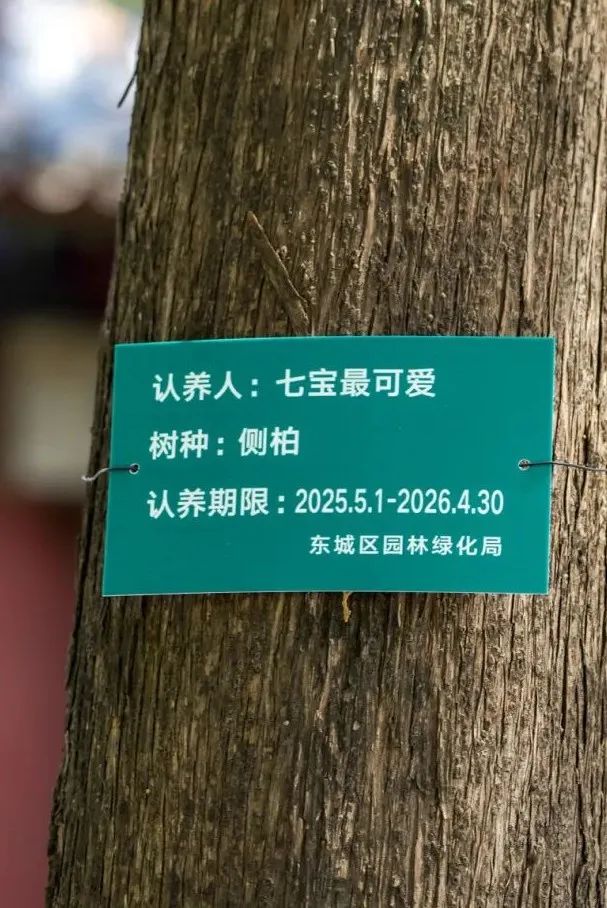 认养人：七宝最可爱
树种：侧柏
认养期限：2025.5.1-2026.4.30
东城区园林绿化局